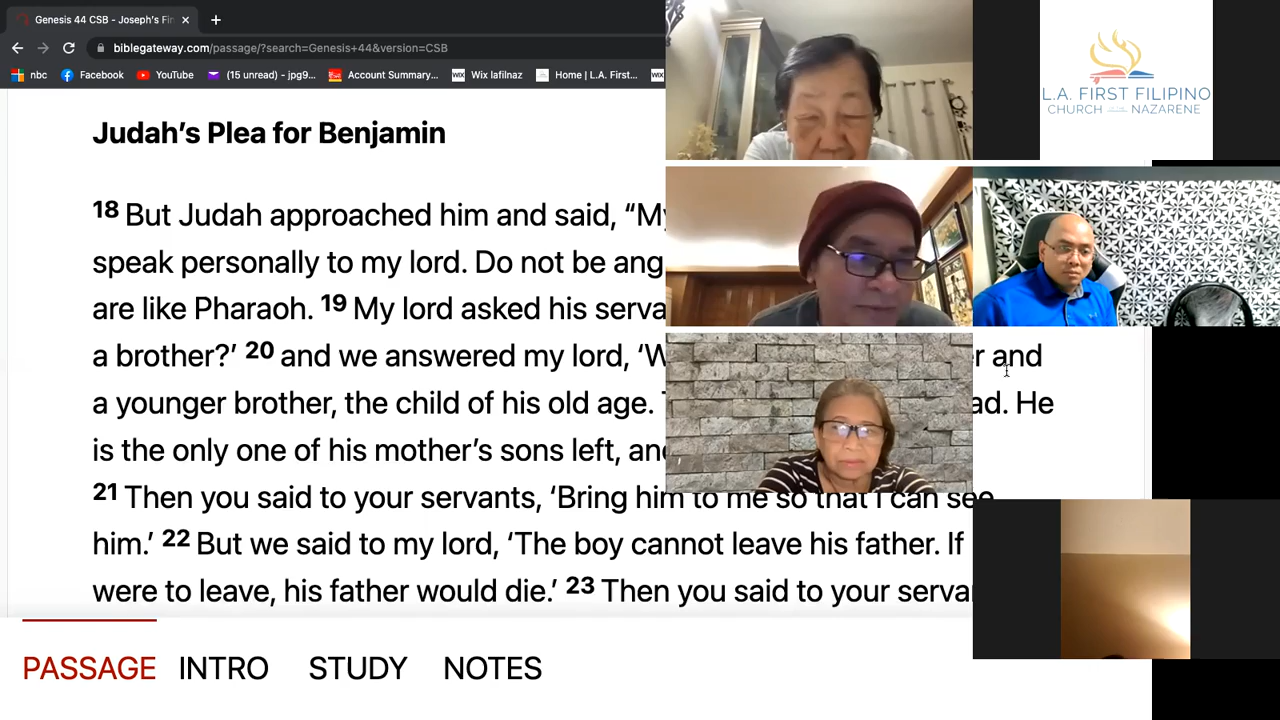 Genesis 44 CSB - Joseph's Fin
biblegateway.com/passage/?search=Genesis+44&version=CSB
nbc Facebook YouTube (15 unread) - jpg9... Account Summary... Wix lafilnaz Home | L.A. First...
L.A. FIRST FILIPINO
CHURCH OF THE NAZARENE
Judah's Plea for Benjamin
18 But Judah approached him and said, “My
speak personally to my lord. Do not be ang
are like Pharaoh. 19 My lord asked his serva
a brother?’ 20 and we answered my lord, ‘W er and
a younger brother, the child of his old age. ad. He
is the only one of his mother’s sons left, and
21 Then you said to your servants, ‘Bring him to me so that I can see
him.’ 22 But we said to my lord, ‘The boy cannot leave his father. If
were to leave, his father would die.’ 23 Then you said to your servan
PASSAGE INTRO STUDY NOTES